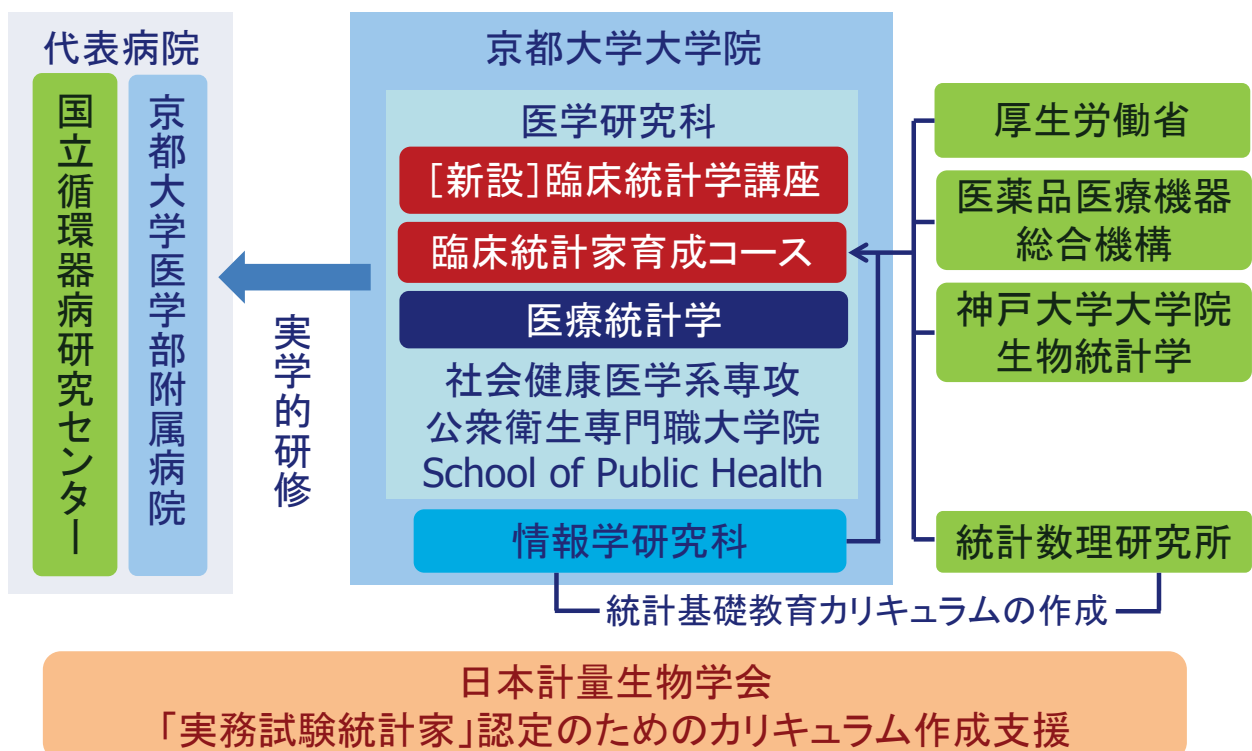 代表病院
国立循環器病研究センター
京都大学医学部附属病院
実学的研修
京都大学大学院
医学研究科
［新設］臨床統計学講座
臨床統計家育成コース
医療統計学
社会健康医学系専攻
公衆衛生専門職大学院
School of Public Health
情報学研究科
厚生労働省
医薬品医療機器
総合機構
神戸大学大学院
生物統計学
統計数理研究所
統計基礎教育カリキュラムの作成
日本計量生物学会
「実務試験統計家」認定のためのカリキュラム作成支援